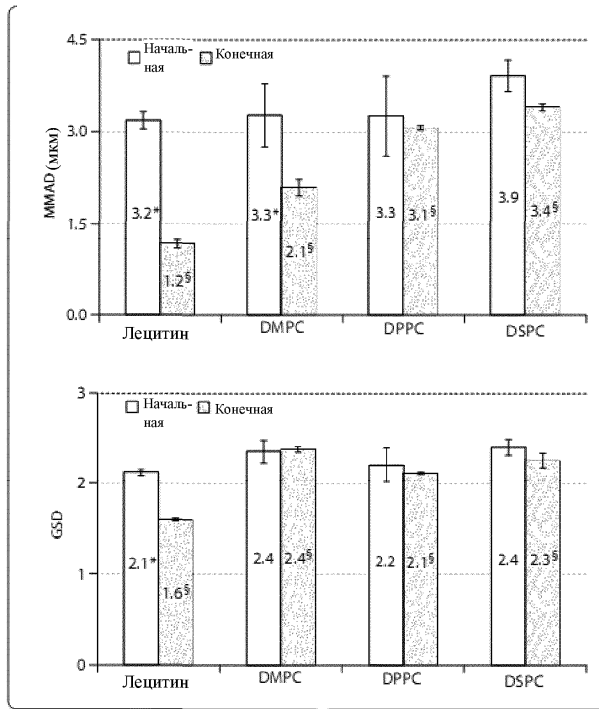 4.5
Началь-
ная
Конечная
3.0
MMAD (мкм)
1.5
0.0
3.2*
1.2§
3.3*
2.1§
3.3
3.1§
3.9
3.4§
Лецитин
DMPC
DPPC
DSPC
3
Началь-
ная
Конечная
2
GSD
1
0
2.1*
1.6§
2.4
2.4§
2.2
2.1§
2.4
2.3§
Лецитин
DMPC
DPPC
DSPC